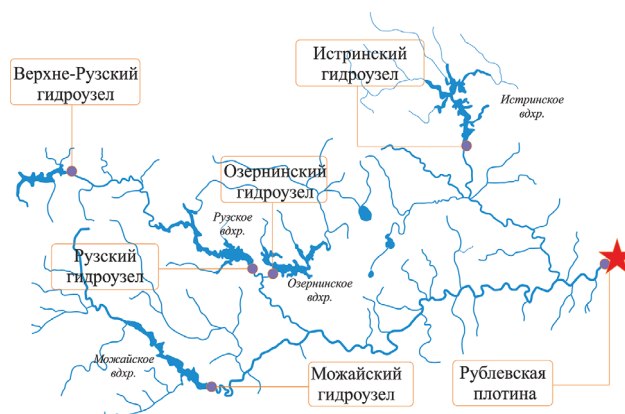 Истринский
гидроузел
Верхне-Рузский
гидроузел
Истринское
вдхр.
Озернинский
гидроузел
Рузское
вдхр.
Рузский
гидроузел
Озернинское
вдхр.
Можайское
вдхр.
Можайский
гидроузел
Рублевская
плотина